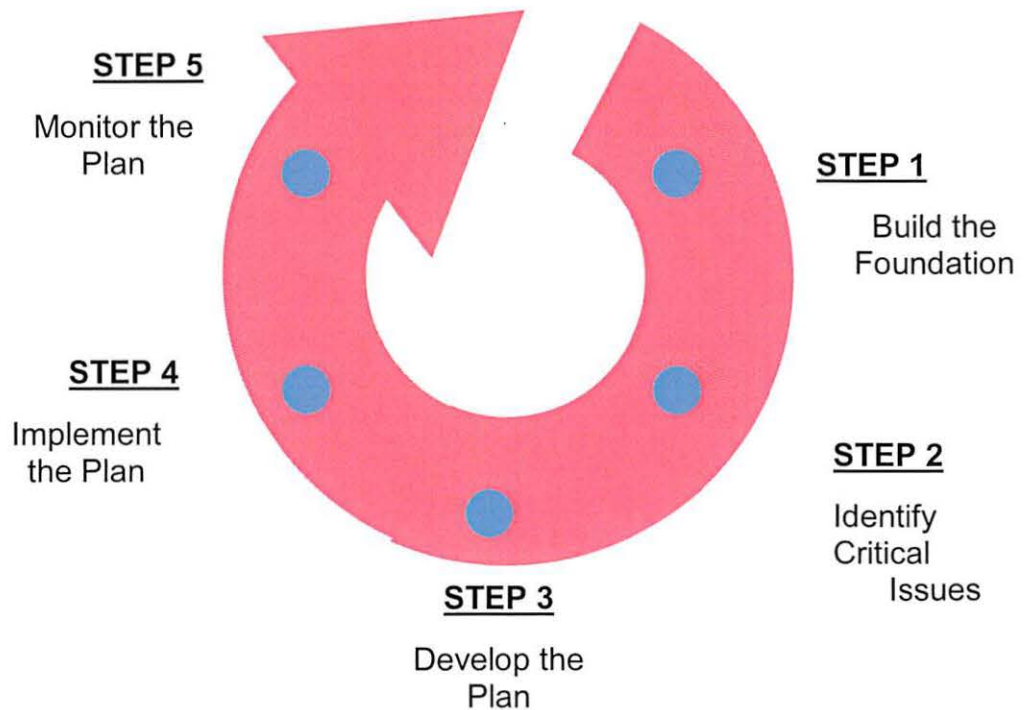 STEP 1
Build the
Foundation
STEP 2
Identify
Critical
Issues
STEP 3
Develop the
Plan
STEP 4
Implement
the Plan
STEP 5
Monitor the
Plan